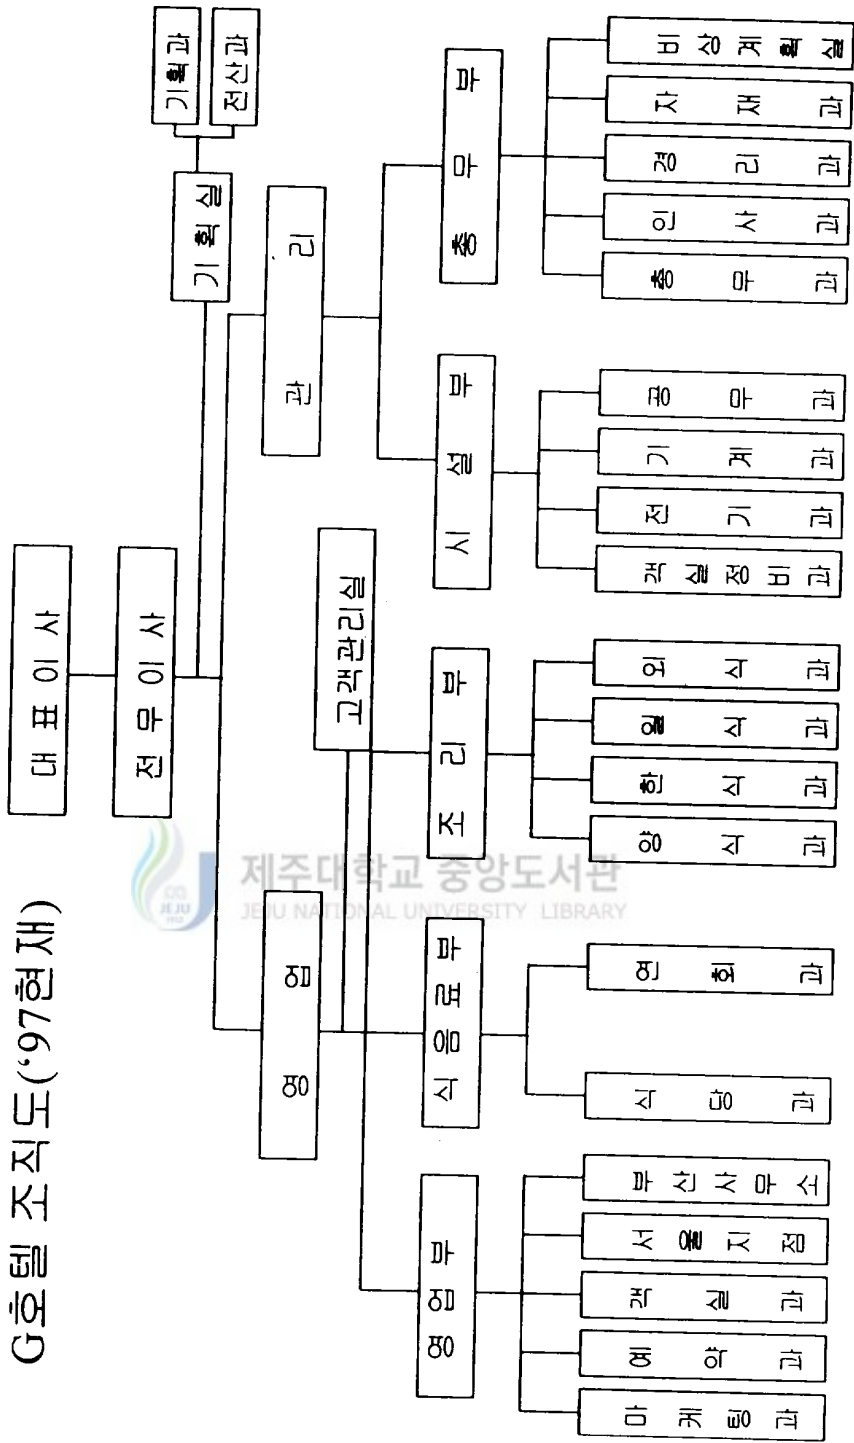 G호텔 조직도(‘97현재)
대 표 이 사
전 무 이 사
기획실
기획과
전산과
영 업
관 리
고객관리실
영 업 부
식 음 료 부
조 리 부
시 설 부
총 무 부
마 케 팅 과
예 약 과
객 실 과
서 울 지 점
부 산 사 무 소
식 당 과
연 회 과
양 식 과
한 식 과
일 식 과
외 식 과
객 실 정 비 과
전 기 과
기 계 과
공 무 과
총 무 과
인 사 과
경 리 과
자 재 과
비 상 계 획 실
제주대학교 중앙도서관
JEJU NATIONAL UNIVERSITY LIBRARY
JEJU
1952